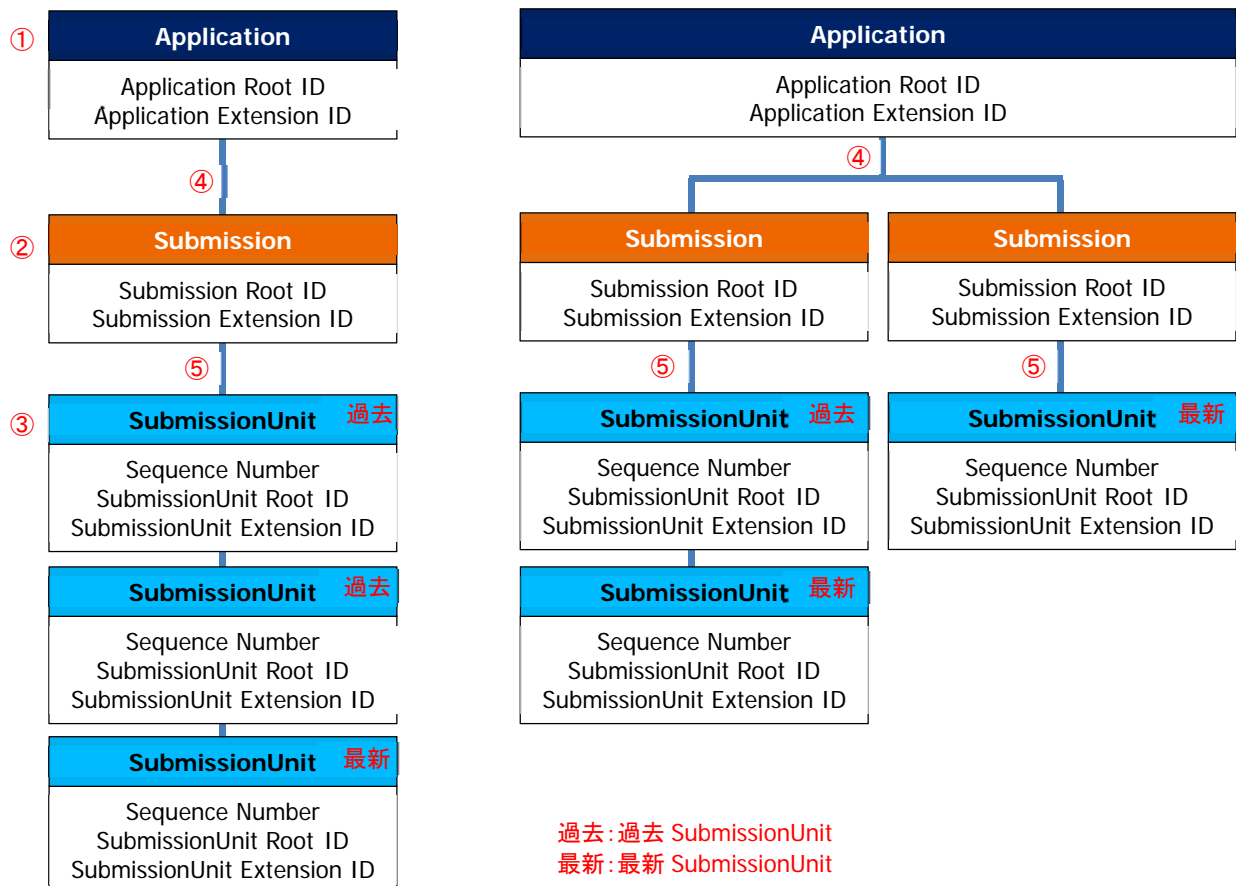 ①
Application
Application Root ID
Application Extension ID
④
②
Submission
Submission Root ID
Submission Extension ID
⑤
③
SubmissionUnit 過去
Sequence Number
SubmissionUnit Root ID
SubmissionUnit Extension ID
SubmissionUnit 過去
Sequence Number
SubmissionUnit Root ID
SubmissionUnit Extension ID
SubmissionUnit 最新
Sequence Number
SubmissionUnit Root ID
SubmissionUnit Extension ID
Application
Application Root ID
Application Extension ID
④
Submission
Submission Root ID
Submission Extension ID
⑤
SubmissionUnit 過去
Sequence Number
SubmissionUnit Root ID
SubmissionUnit Extension ID
SubmissionUnit 最新
Sequence Number
SubmissionUnit Root ID
SubmissionUnit Extension ID
Submission
Submission Root ID
Submission Extension ID
⑤
SubmissionUnit 最新
Sequence Number
SubmissionUnit Root ID
SubmissionUnit Extension ID
過去：過去 SubmissionUnit
最新：最新 SubmissionUnit